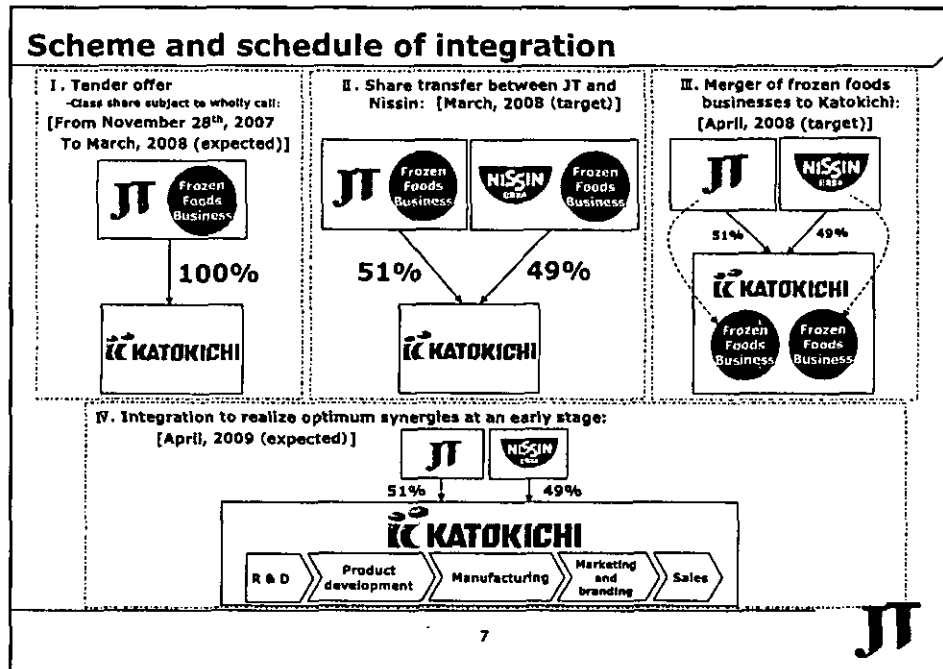 Scheme and schedule of integration
I. Tender offer
-Class share subject to wholly call:
[From November 28th, 2007
To March, 2008 (expected)]
JT
Frozen
Foods
Business
100%
KATOKICHI
II. Share transfer between JT and
Nissin: [March, 2008 (target)]
JT
Frozen
Foods
Business
NISSIN
Frozen
Foods
Business
51%
49%
KATOKICHI
III. Merger of frozen foods
businesses to Katokichi:
[April, 2008 (target)]
JT
NISSIN
51%
49%
KATOKICHI
Frozen
Foods
Business
Frozen
Foods
Business
IV. Integration to realize optimum synergies at an early stage:
[April, 2009 (expected)]
JT
NISSIN
51%
49%
KATOKICHI
R & D
Product
development
Manufacturing
Marketing
and
branding
Sales
7
JT